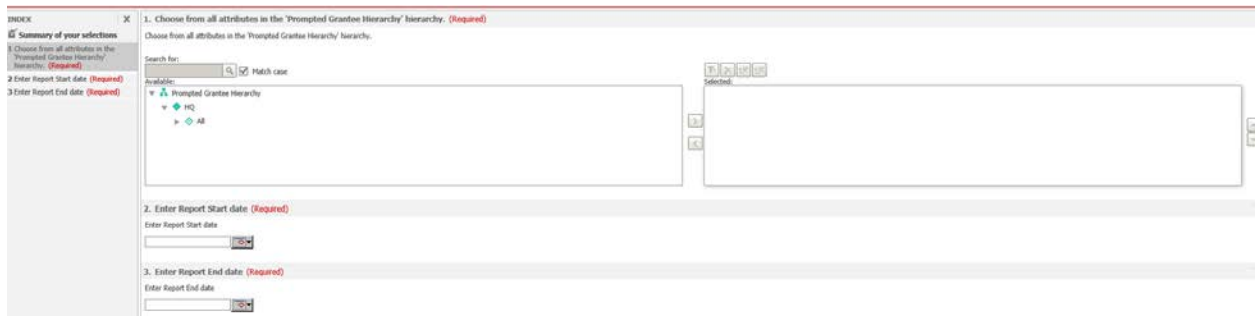 INDEX X
Summary of your selections
1 Choose from all attributes in the
'Prompted Grantee Hierarchy'
hierarchy. (Required)
2 Enter Report Start date (Required)
3 Enter Report End date (Required)
1. Choose from all attributes in the 'Prompted Grantee Hierarchy' hierarchy. (Required)
Choose from all attributes in the 'Prompted Grantee Hierarchy' hierarchy.
Search for:
Match case
Available:
Prompted Grantee Hierarchy
HQ
All
Selected:
2. Enter Report Start date (Required)
Enter Report Start date
3. Enter Report End date (Required)
Enter Report End date